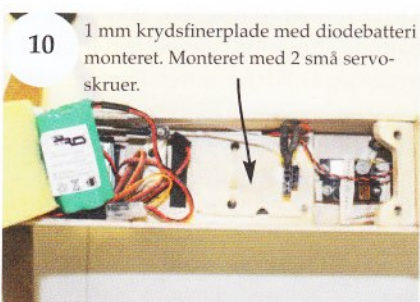 10
1 mm krydsfinerplade med diodebatteri
monteret. Monteret med 2 små servo-
skruer.